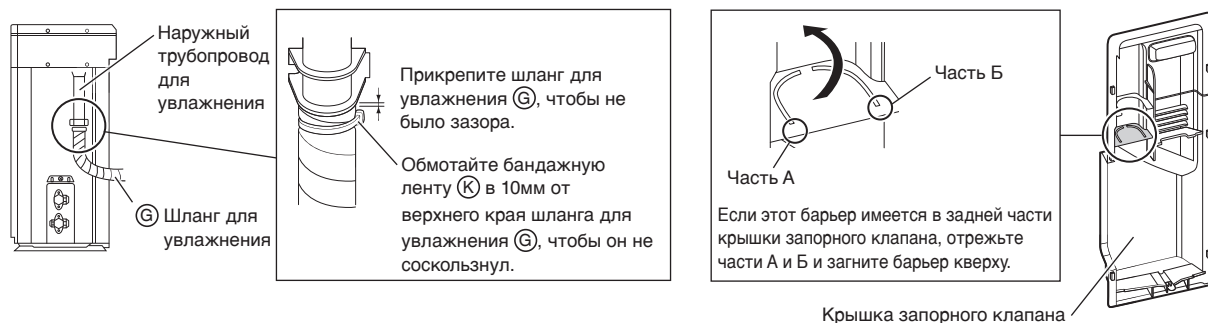 Наружный
трубопровод
для
увлажнения
Ⓖ Шланг для
увлажнения
Прикрепите шланг для
увлажнения Ⓖ, чтобы не
было зазора.
Обмотайте бандажную
ленту Ⓚ в 10мм от
верхнего края шланга для
увлажнения Ⓖ, чтобы он не
соскользнул.
Часть Б
Часть А
Если этот барьер имеется в задней части
крышки запорного клапана, отрежьте
части А и Б и загните барьер кверху.
Крышка запорного клапана